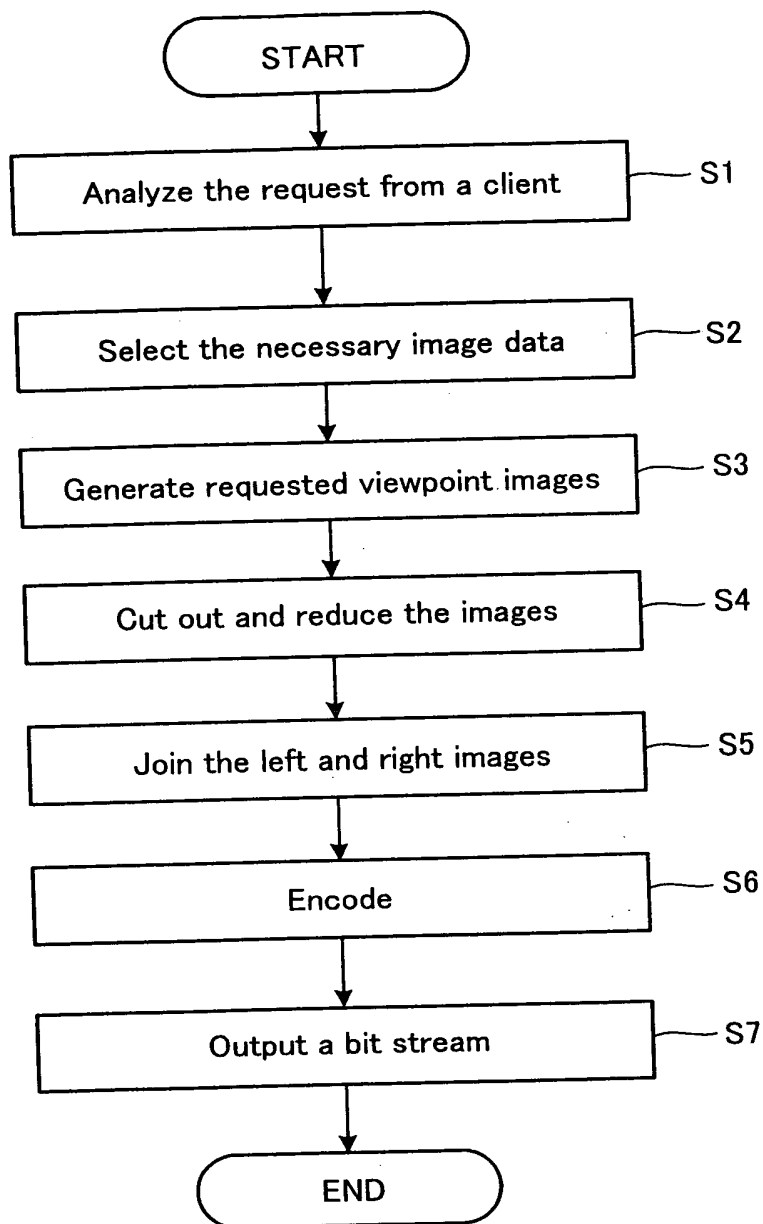 START
Analyze the request from a client
S1
Select the necessary image data
S2
Generate requested viewpoint images
S3
Cut out and reduce the images
S4
Join the left and right images
S5
Encode
S6
Output a bit stream
S7
END